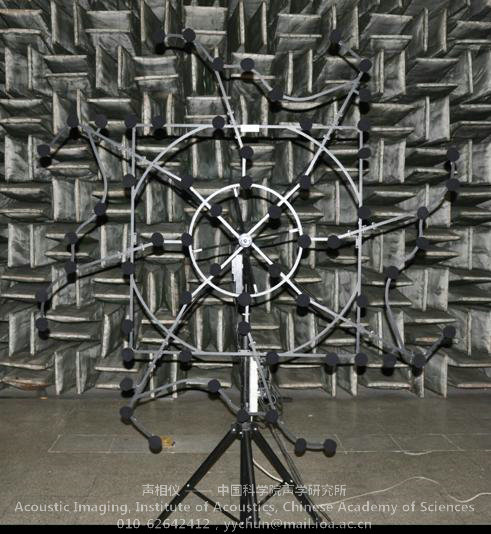 声相仪 —— 中国科学院声学研究所
Acoustic Imaging, Institute of Acoustics, Chinese Academy of Sciences
010-62642412 , yychun@mail.ioa.ac.cn